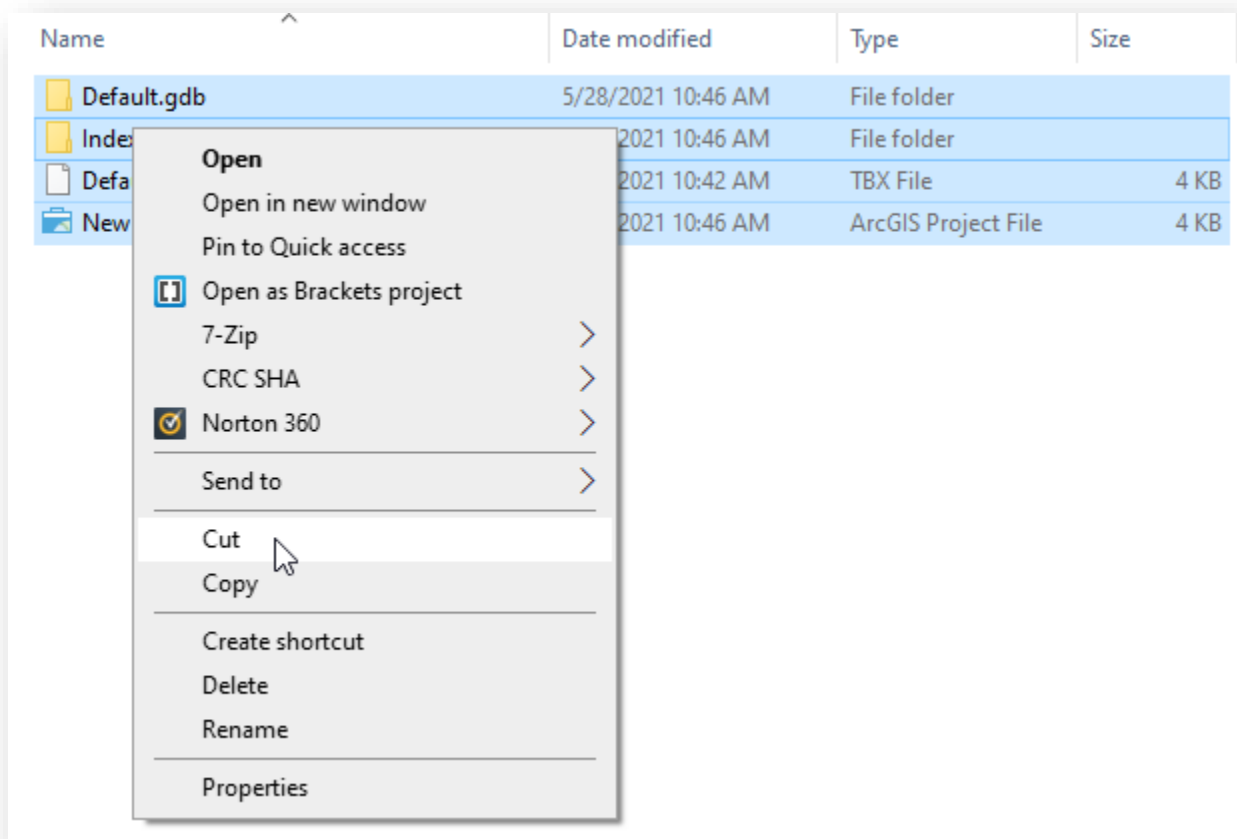 Name Date modified Type Size
Default.gdb 5/28/2021 10:46 AM File folder
Index 2021 10:46 AM File folder
Defa 2021 10:42 AM TBX File 4 KB
New 2021 10:46 AM ArcGIS Project File 4 KB
Open
Open in new window
Pin to Quick access
Open as Brackets project
7-Zip
CRC SHA
Norton 360
Send to
Cut
Copy
Create shortcut
Delete
Rename
Properties